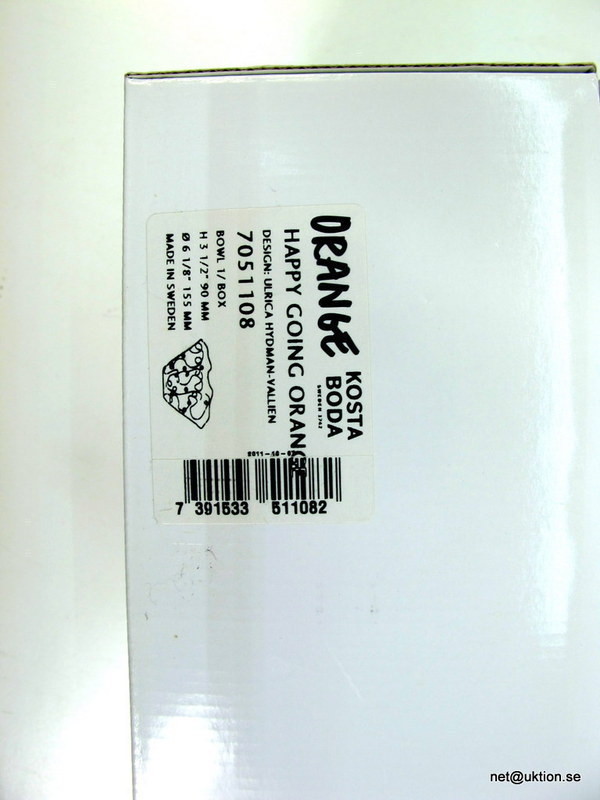 ORANGE
KOSTA
BODA
SWEDEN 1742
HAPPY GOING ORANGE
DESIGN: ULRICA HYDMAN-VALLIEN
7051108
BOWL 1/ BOX
H 3 1/2" 90 MM
Ø 6 1/8" 155 MM
MADE IN SWEDEN
7 391533 511082
net@uktion.se